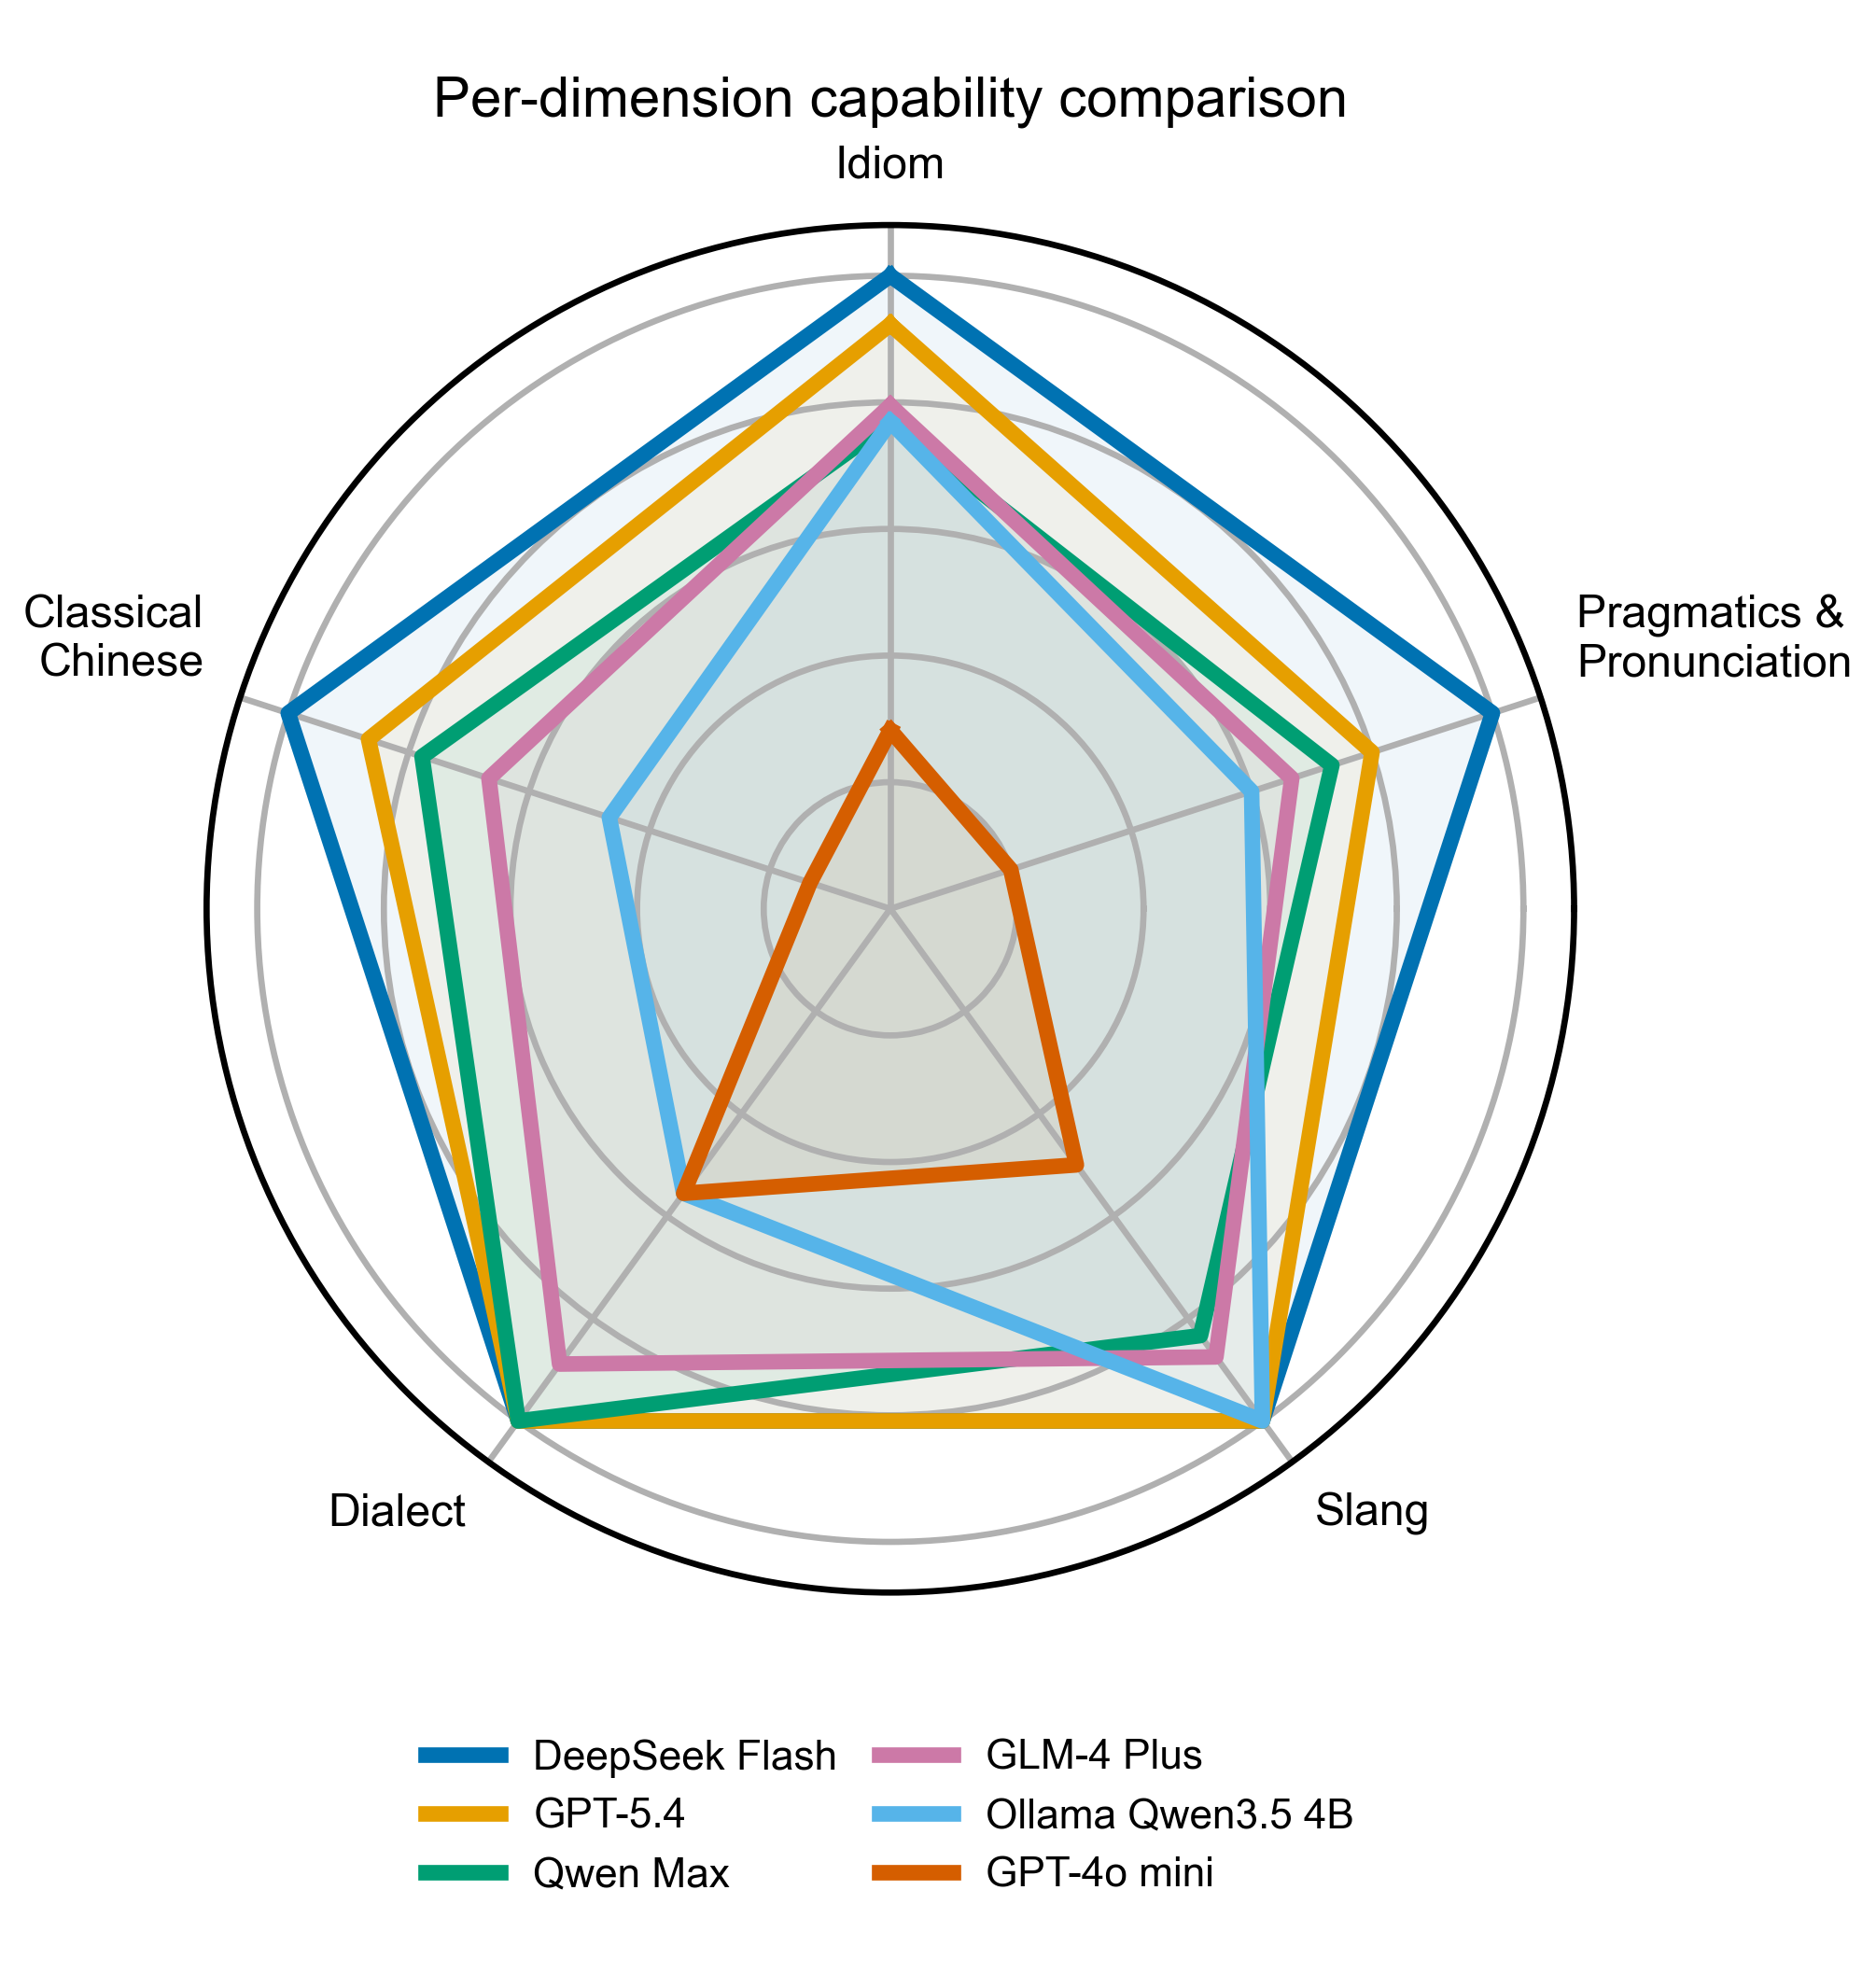 Per-dimension capability comparison
Idiom
Classical
Chinese
Pragmatics &
Pronunciation
Dialect
Slang
DeepSeek Flash
GPT-5.4
Qwen Max
GLM-4 Plus
Ollama Qwen3.5 4B
GPT-4o mini